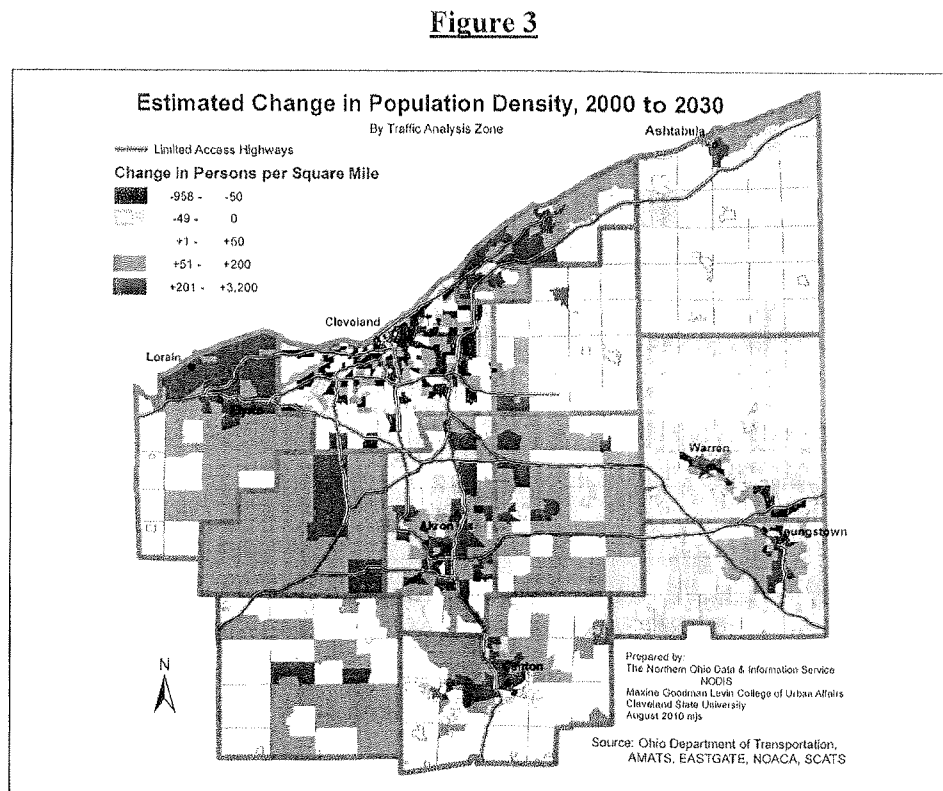 Figure 3
Estimated Change in Population Density, 2000 to 2030
By Traffic Analysis Zone
Limited Access Highways
Change in Persons per Square Mile
-958 - -50
-49 - 0
+1 - +50
+51 - +200
+201 - +3,200
Ashtabula
Cleveland
Lorain
Warren
Akron
Youngstown
Canton
N
Prepared by:
The Northern Ohio Data & Information Service
NODIS
Maxine Goodman Levin College of Urban Affairs
Cleveland State University
August 2010 mjs
Source: Ohio Department of Transportation,
AMATS, EASTGATE, NOACA, SCATS